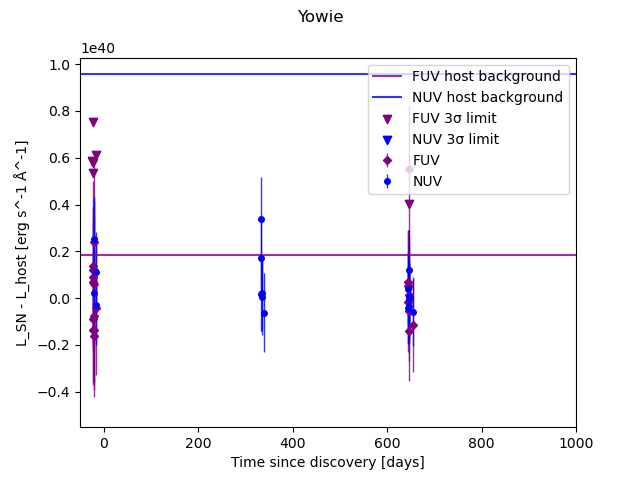 Yowie
1e40
FUV host background
NUV host background
FUV 3σ limit
NUV 3σ limit
FUV
NUV
1.0
0.8
0.6
0.4
0.2
0.0
−0.2
−0.4
L_SN - L_host [erg s^-1 Å^-1]
0 200 400 600 800 1000
Time since discovery [days]